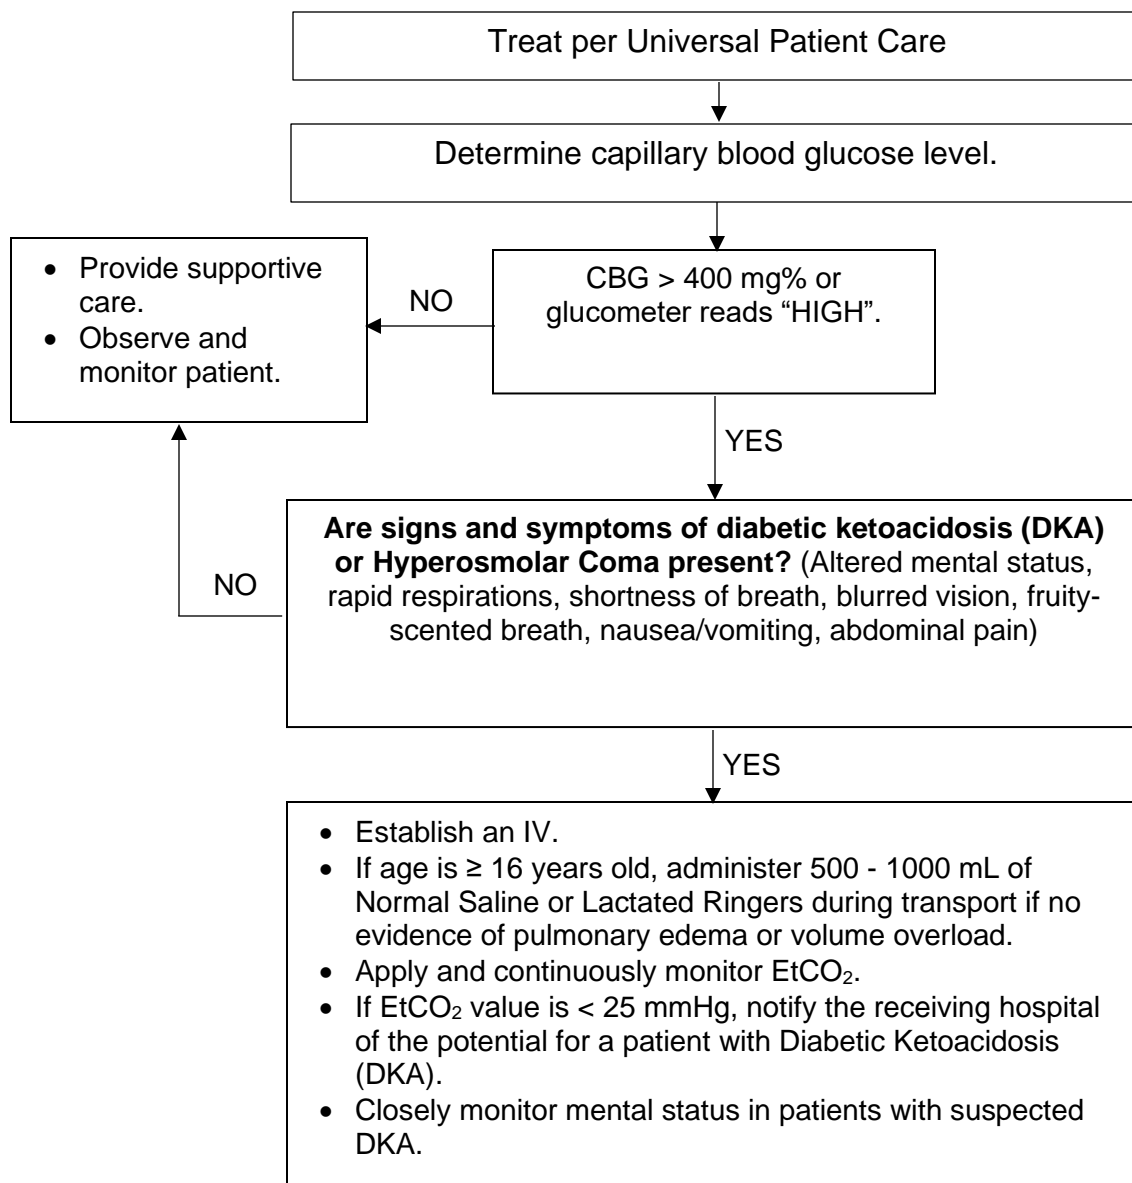 Treat per Universal Patient Care
Determine capillary blood glucose level.
CBG > 400 mg% or
glucometer reads “HIGH”.
NO
• Provide supportive
care.
• Observe and
monitor patient.
YES
Are signs and symptoms of diabetic ketoacidosis (DKA)
or Hyperosmolar Coma present? (Altered mental status,
rapid respirations, shortness of breath, blurred vision, fruity-
scented breath, nausea/vomiting, abdominal pain)
NO
YES
• Establish an IV.
• If age is ≥ 16 years old, administer 500 - 1000 mL of
Normal Saline or Lactated Ringers during transport if no
evidence of pulmonary edema or volume overload.
• Apply and continuously monitor EtCO₂.
• If EtCO₂ value is < 25 mmHg, notify the receiving hospital
of the potential for a patient with Diabetic Ketoacidosis
(DKA).
• Closely monitor mental status in patients with suspected
DKA.